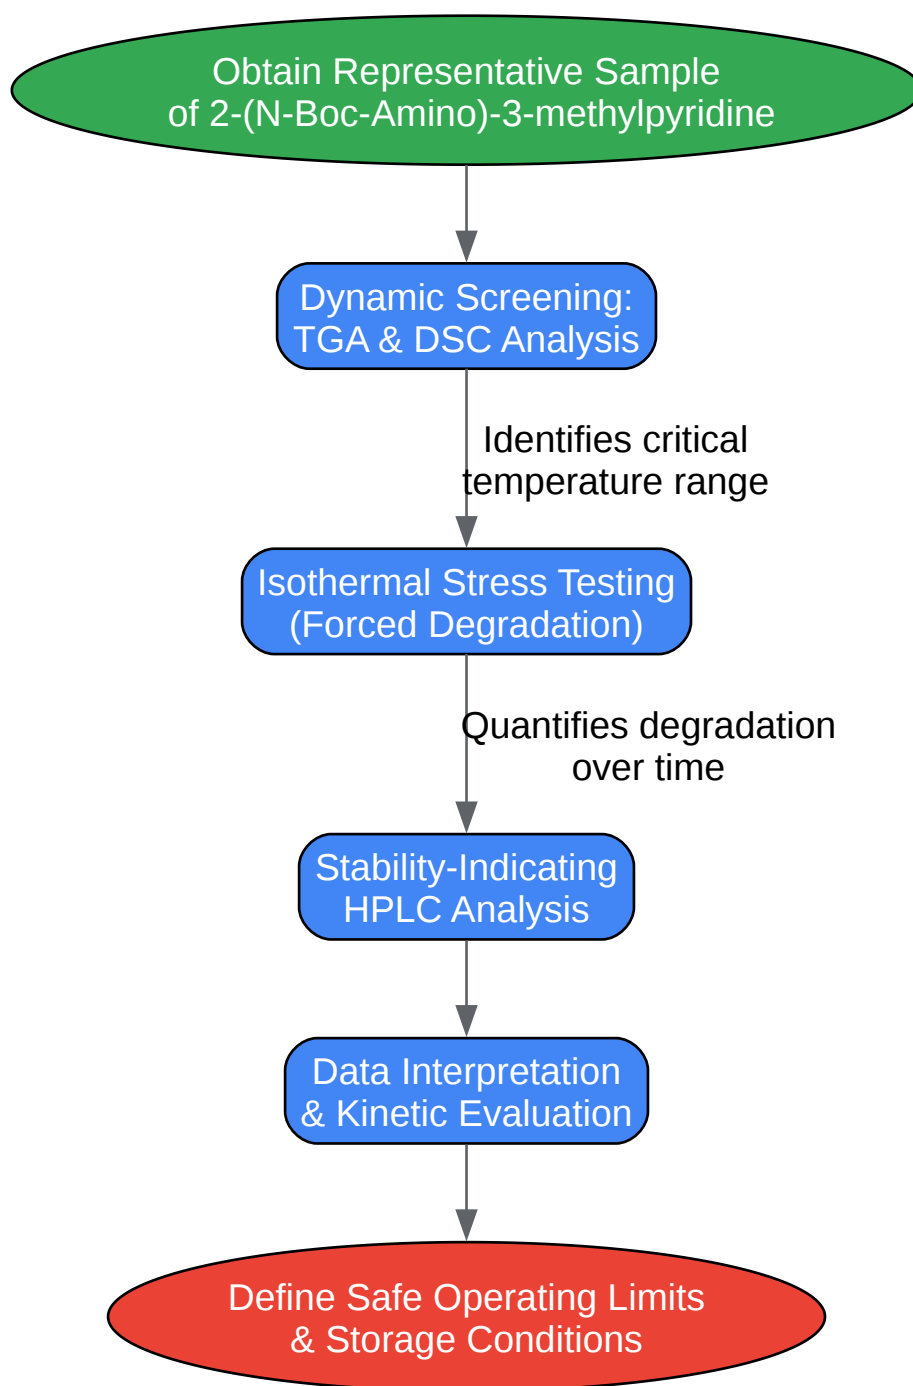 Obtain Representative Sample
of 2-(N-Boc-Amino)-3-methylpyridine
Dynamic Screening:
TGA & DSC Analysis
Identifies critical
temperature range
Isothermal Stress Testing
(Forced Degradation)
Quantifies degradation
over time
Stability-Indicating
HPLC Analysis
Data Interpretation
& Kinetic Evaluation
Define Safe Operating Limits
& Storage Conditions